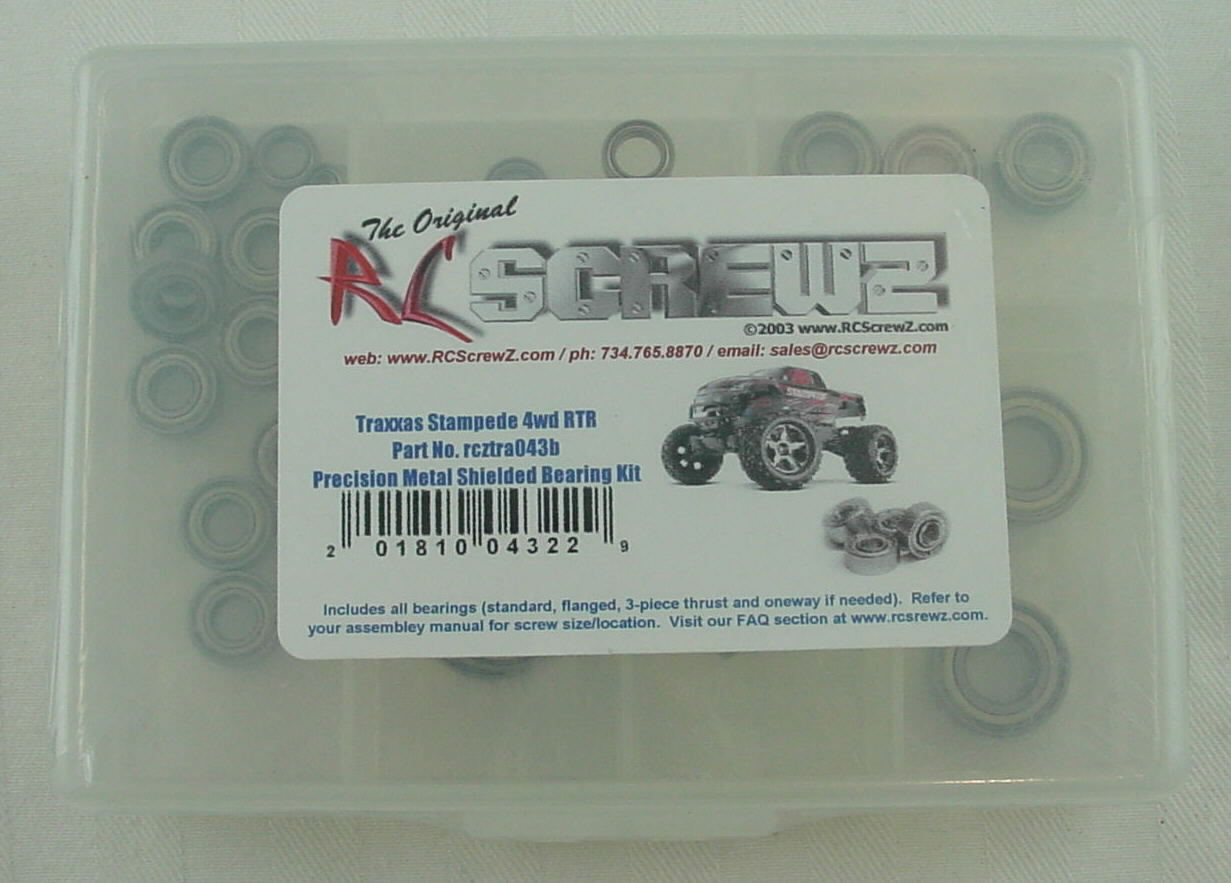 The Original
RC SCREWZ
©2003 www.RCScrewZ.com
web: www.RCScrewZ.com / ph: 734.765.8870 / email: sales@rcscrewz.com
Traxxas Stampede 4wd RTR
Part No. rcztra043b
Precision Metal Shielded Bearing Kit
2 01810 04322 9
Includes all bearings (standard, flanged, 3-piece thrust and oneway if needed). Refer to
your assembley manual for screw size/location. Visit our FAQ section at www.rcsrewz.com.